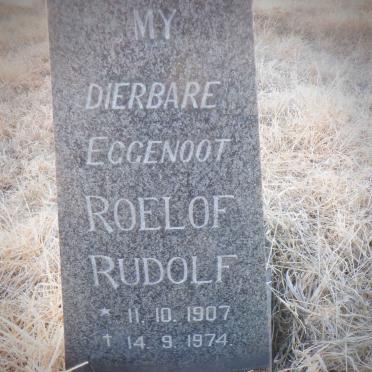 MY
DIERBARE
EGGENOOT
ROELOF
RUDOLF
* 11. 10. 1907
† 14. 9. 1974.